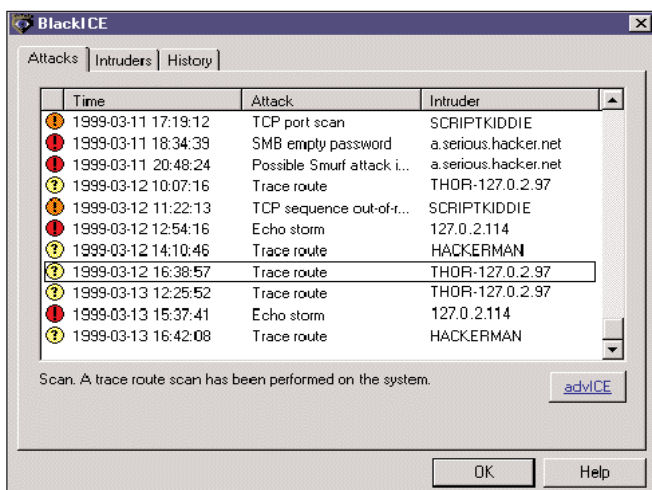 BlackICE
Attacks Intruders History
Time Attack Intruder
1999-03-11 17:19:12 TCP port scan SCRIPTKIDDIE
1999-03-11 18:34:39 SMB empty password a.serious.hacker.net
1999-03-11 20:48:24 Possible Smurf attack i... a.serious.hacker.net
1999-03-12 10:07:16 Trace route THOR-127.0.2.97
1999-03-12 11:22:13 TCP sequence out-of-r... SCRIPTKIDDIE
1999-03-12 12:54:16 Echo storm 127.0.2.114
1999-03-12 14:10:46 Trace route HACKERMAN
1999-03-12 16:38:57 Trace route THOR-127.0.2.97
1999-03-13 12:25:52 Trace route THOR-127.0.2.97
1999-03-13 15:37:41 Echo storm 127.0.2.114
1999-03-13 16:42:08 Trace route HACKERMAN
Scan. A trace route scan has been performed on the system.
advICE
OK Help